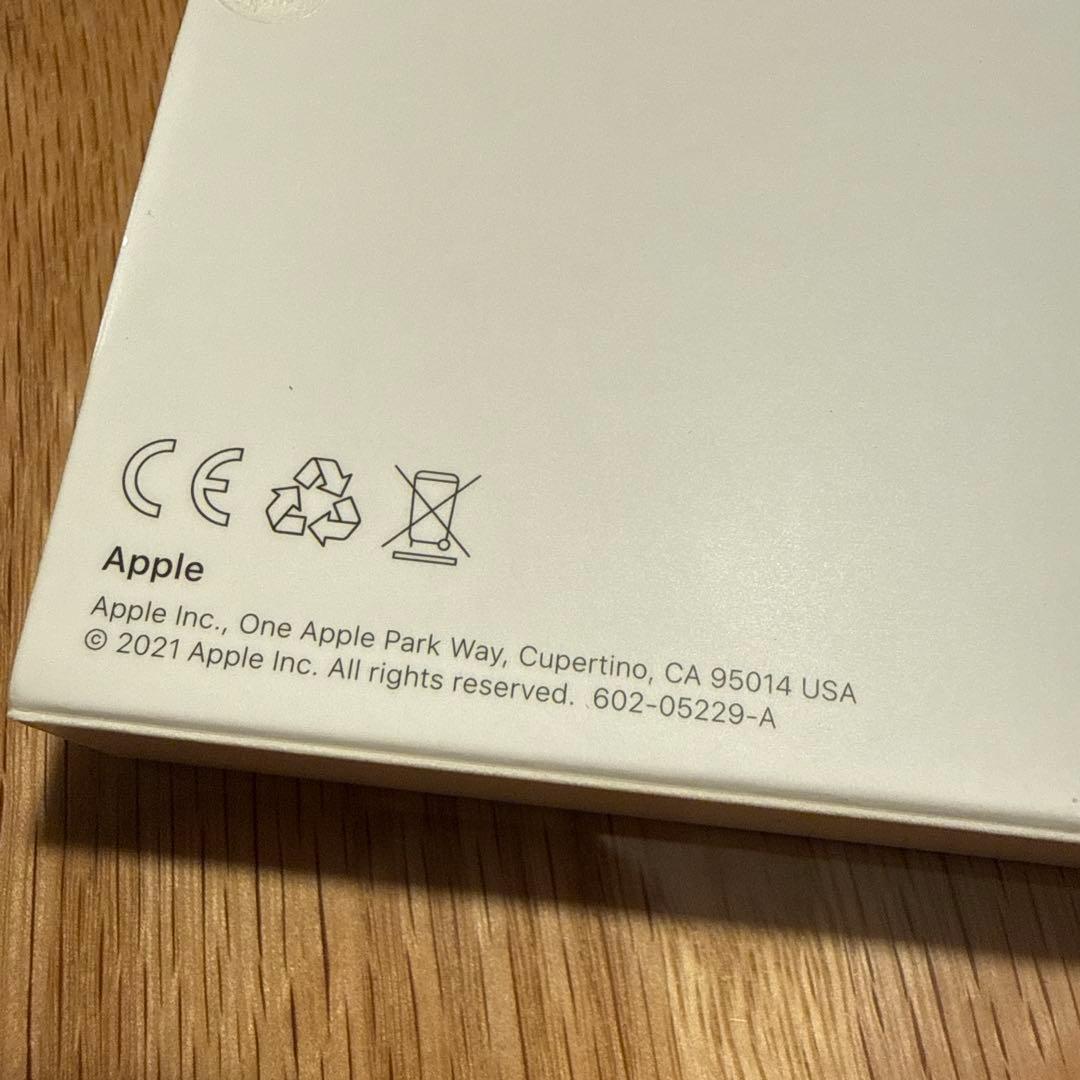 CE
Apple
Apple Inc., One Apple Park Way, Cupertino, CA 95014 USA
© 2021 Apple Inc. All rights reserved. 602-05229-A